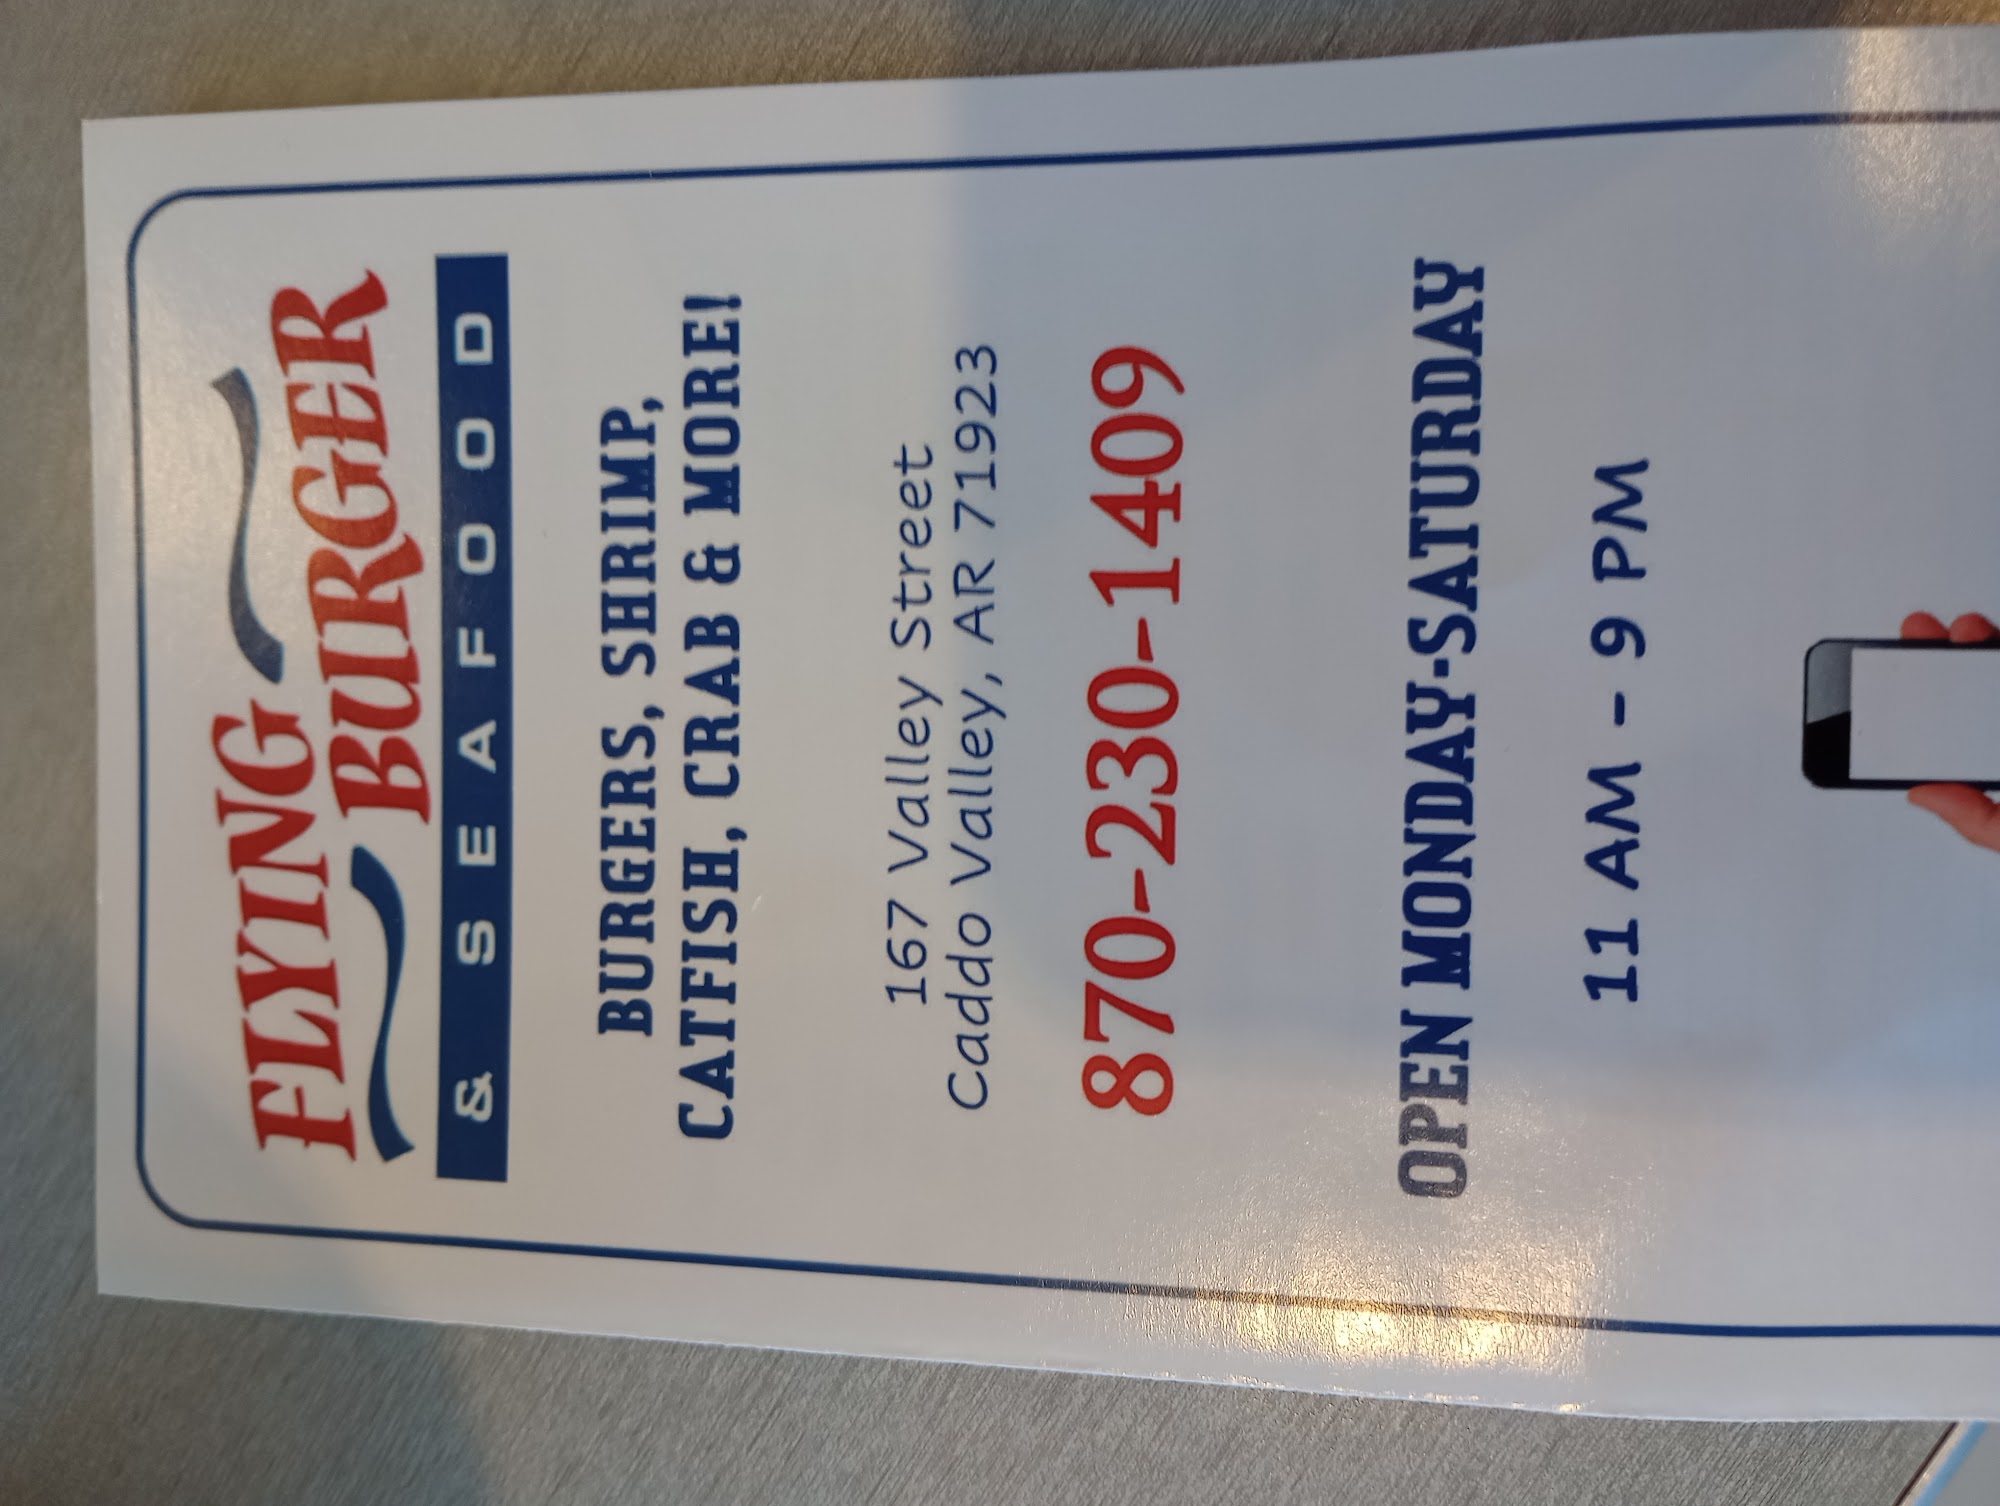 FLYING
BURGER
& SEAFOOD
BURGERS, SHRIMP,
CATFISH, CRAB & MORE!
167 Valley Street
Caddo Valley, AR 71923
870-230-1409
OPEN MONDAY-SATURDAY
11 AM - 9 PM